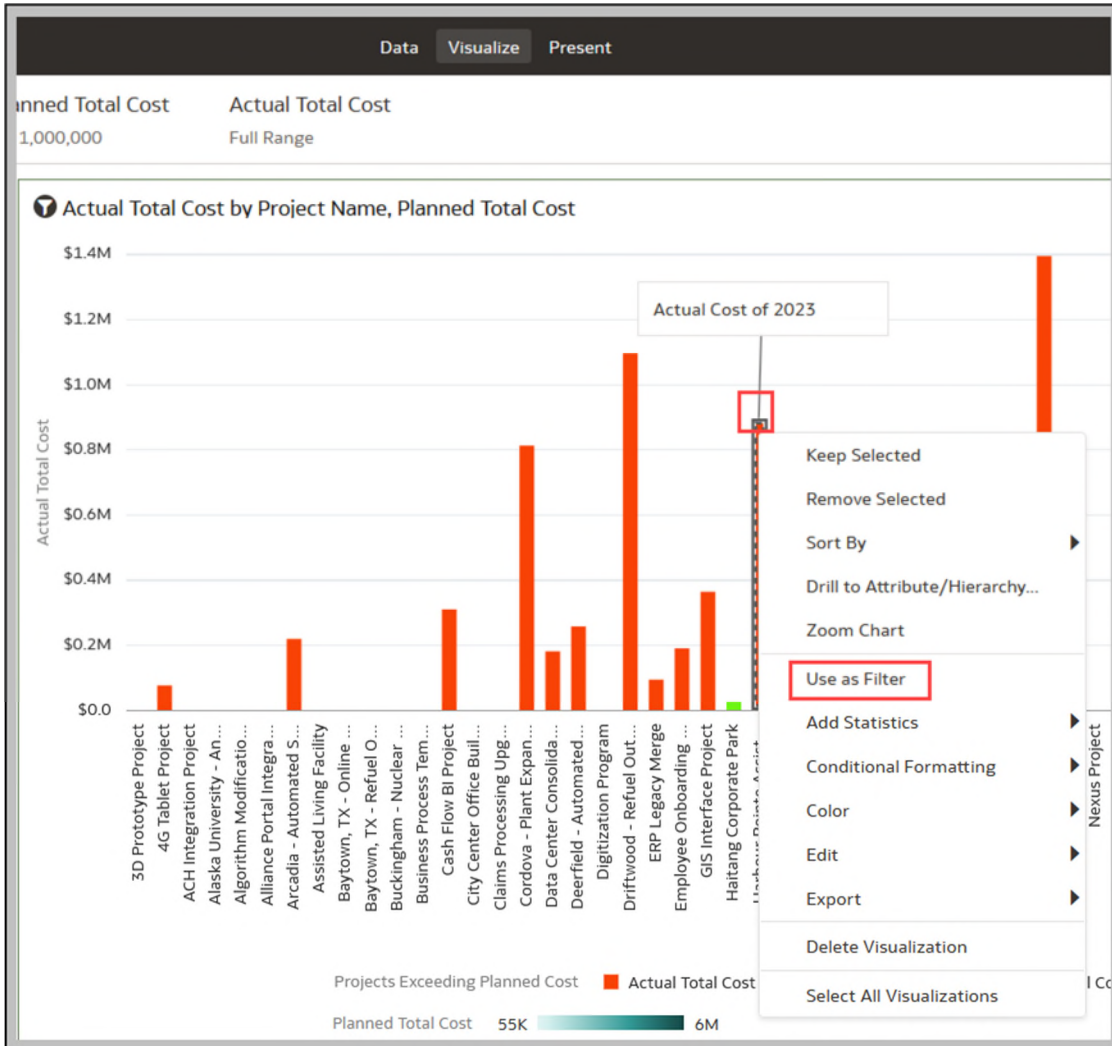 Data Visualize Present
anned Total Cost Actual Total Cost
1,000,000 Full Range
Actual Total Cost by Project Name, Planned Total Cost
$1.4M
$1.2M
$1.0M
$0.8M
$0.6M
$0.4M
$0.2M
$0.0
Actual Total Cost
Actual Cost of 2023
Keep Selected
Remove Selected
Sort By
Drill to Attribute/Hierarchy...
Zoom Chart
Use as Filter
Add Statistics
Conditional Formatting
Color
Edit
Export
Delete Visualization
Select All Visualizations
3D Prototype Project
4G Tablet Project
ACH Integration Project
Alaska University - An...
Algorithm Modificatio...
Alliance Portal Integra...
Arcadia - Automated S...
Assisted Living Facility
Baytown, TX - Online ...
Baytown, TX - Refuel O...
Buckingham - Nuclear ...
Business Process Tem...
Cash Flow BI Project
City Center Office Buil...
Claims Processing Upg...
Cordova - Plant Expan...
Data Center Consolida...
Deerfield - Automated...
Digitization Program
Driftwood - Refuel Out...
ERP Legacy Merge
Employee Onboarding ...
GIS Interface Project
Haitang Corporate Park
Harbour Pointe Assist
Nexus Project
Projects Exceeding Planned Cost Actual Total Cost
Planned Total Cost 55K 6M